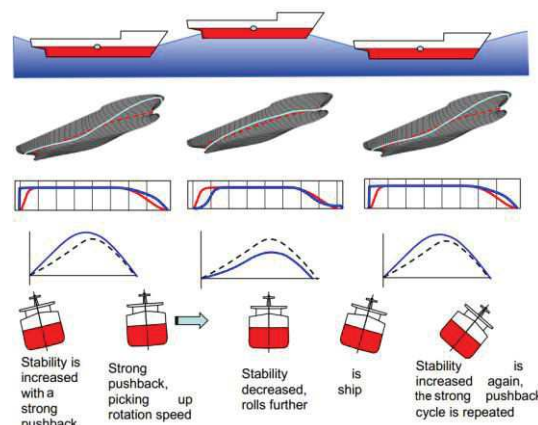 Stability is
increased
with a
strong
pushback
Strong
pushback,
picking up
rotation speed
Stability is
decreased, ship
rolls further
Stability is
increased again,
the strong pushback
cycle is repeated